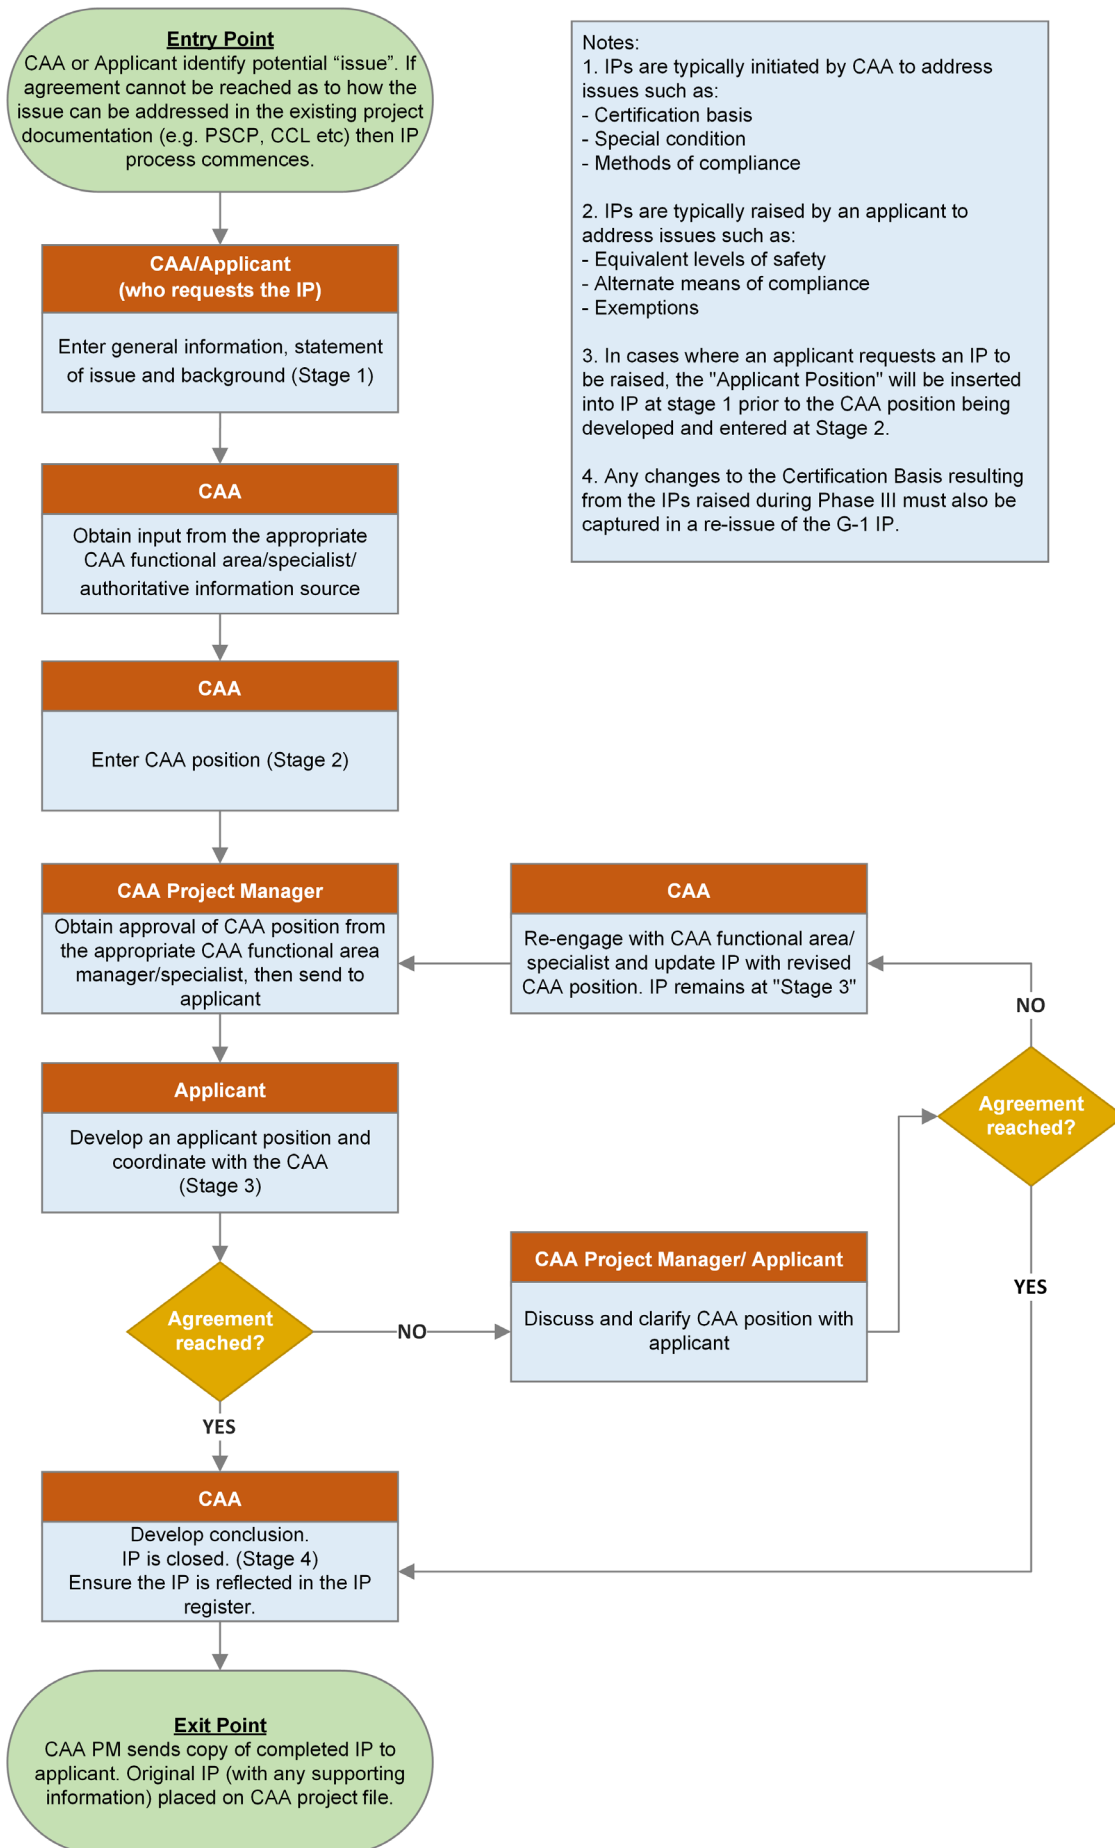 Entry Point
CAA or Applicant identify potential “issue”. If
agreement cannot be reached as to how the
issue can be addressed in the existing project
documentation (e.g. PSCP, CCL etc) then IP
process commences.
Notes:
1. IPs are typically initiated by CAA to address
issues such as:
- Certification basis
- Special condition
- Methods of compliance
2. IPs are typically raised by an applicant to
address issues such as:
- Equivalent levels of safety
- Alternate means of compliance
- Exemptions
3. In cases where an applicant requests an IP to
be raised, the "Applicant Position" will be inserted
into IP at stage 1 prior to the CAA position being
developed and entered at Stage 2.
4. Any changes to the Certification Basis resulting
from the IPs raised during Phase III must also be
captured in a re-issue of the G-1 IP.
CAA/Applicant
(who requests the IP)
Enter general information, statement
of issue and background (Stage 1)
CAA
Obtain input from the appropriate
CAA functional area/specialist/
authoritative information source
CAA
Enter CAA position (Stage 2)
CAA Project Manager
Obtain approval of CAA position from
the appropriate CAA functional area
manager/specialist, then send to
applicant
CAA
Re-engage with CAA functional area/
specialist and update IP with revised
CAA position. IP remains at "Stage 3"
NO
Agreement
reached?
YES
Applicant
Develop an applicant position and
coordinate with the CAA
(Stage 3)
Agreement
reached?
NO
CAA Project Manager/ Applicant
Discuss and clarify CAA position with
applicant
YES
CAA
Develop conclusion.
IP is closed. (Stage 4)
Ensure the IP is reflected in the IP
register.
Exit Point
CAA PM sends copy of completed IP to
applicant. Original IP (with any supporting
information) placed on CAA project file.